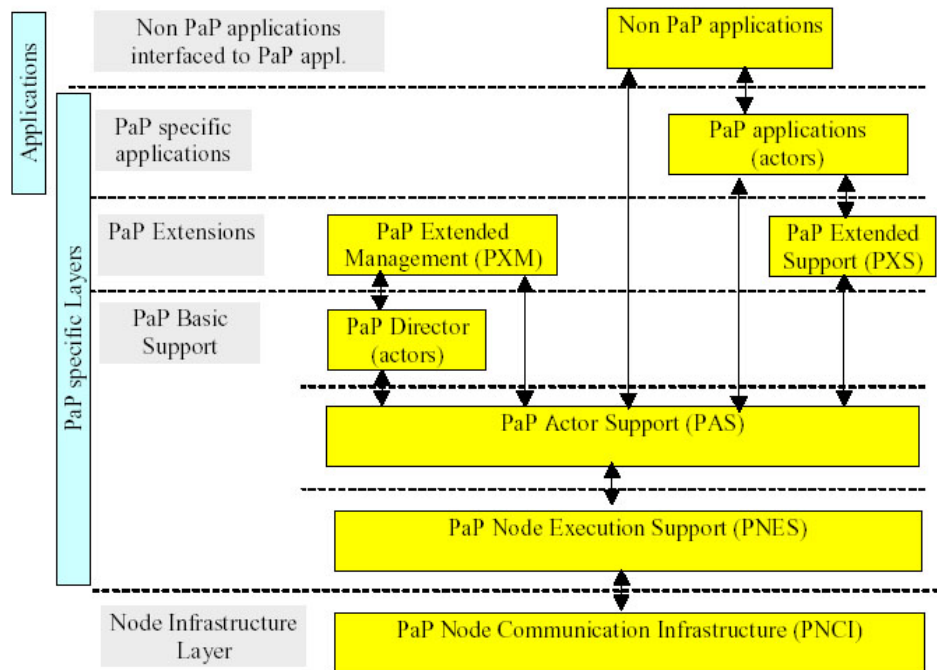 Applications
PaP specific Layers
Non PaP applications
interfaced to PaP appl.
Non PaP applications
PaP specific
applications
PaP applications
(actors)
PaP Extensions
PaP Extended
Management (PXM)
PaP Extended
Support (PXS)
PaP Basic
Support
PaP Director
(actors)
PaP Actor Support (PAS)
PaP Node Execution Support (PNES)
Node Infrastructure
Layer
PaP Node Communication Infrastructure (PNCI)